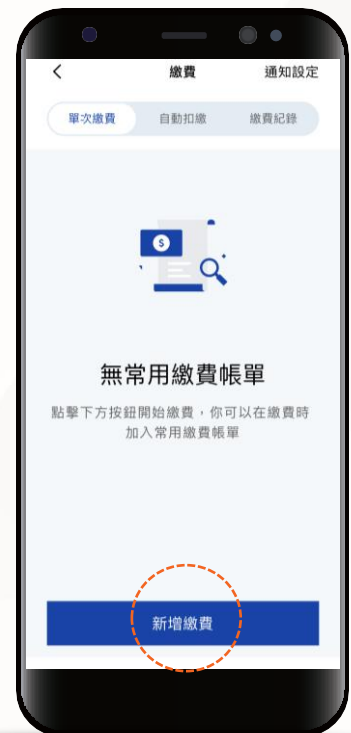 繳費 通知設定
單次繳費 自動扣繳 繳費紀錄
$
無常用繳費帳單
點擊下方按鈕開始繳費，你可以在繳費時
加入常用繳費帳單
新增繳費